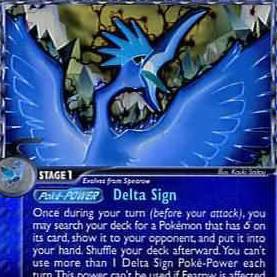 Illus. Kouki Saitou
STAGE 1
Evolves from Spearow
Poké-POWER Delta Sign
Once during your turn (before your attack), you
may search your deck for a Pokémon that has δ on
its card, show it to your opponent, and put it into
your hand. Shuffle your deck afterward. You can't
use more than 1 Delta Sign Poké-Power each
turn. This power can't be used if Fearow is affected